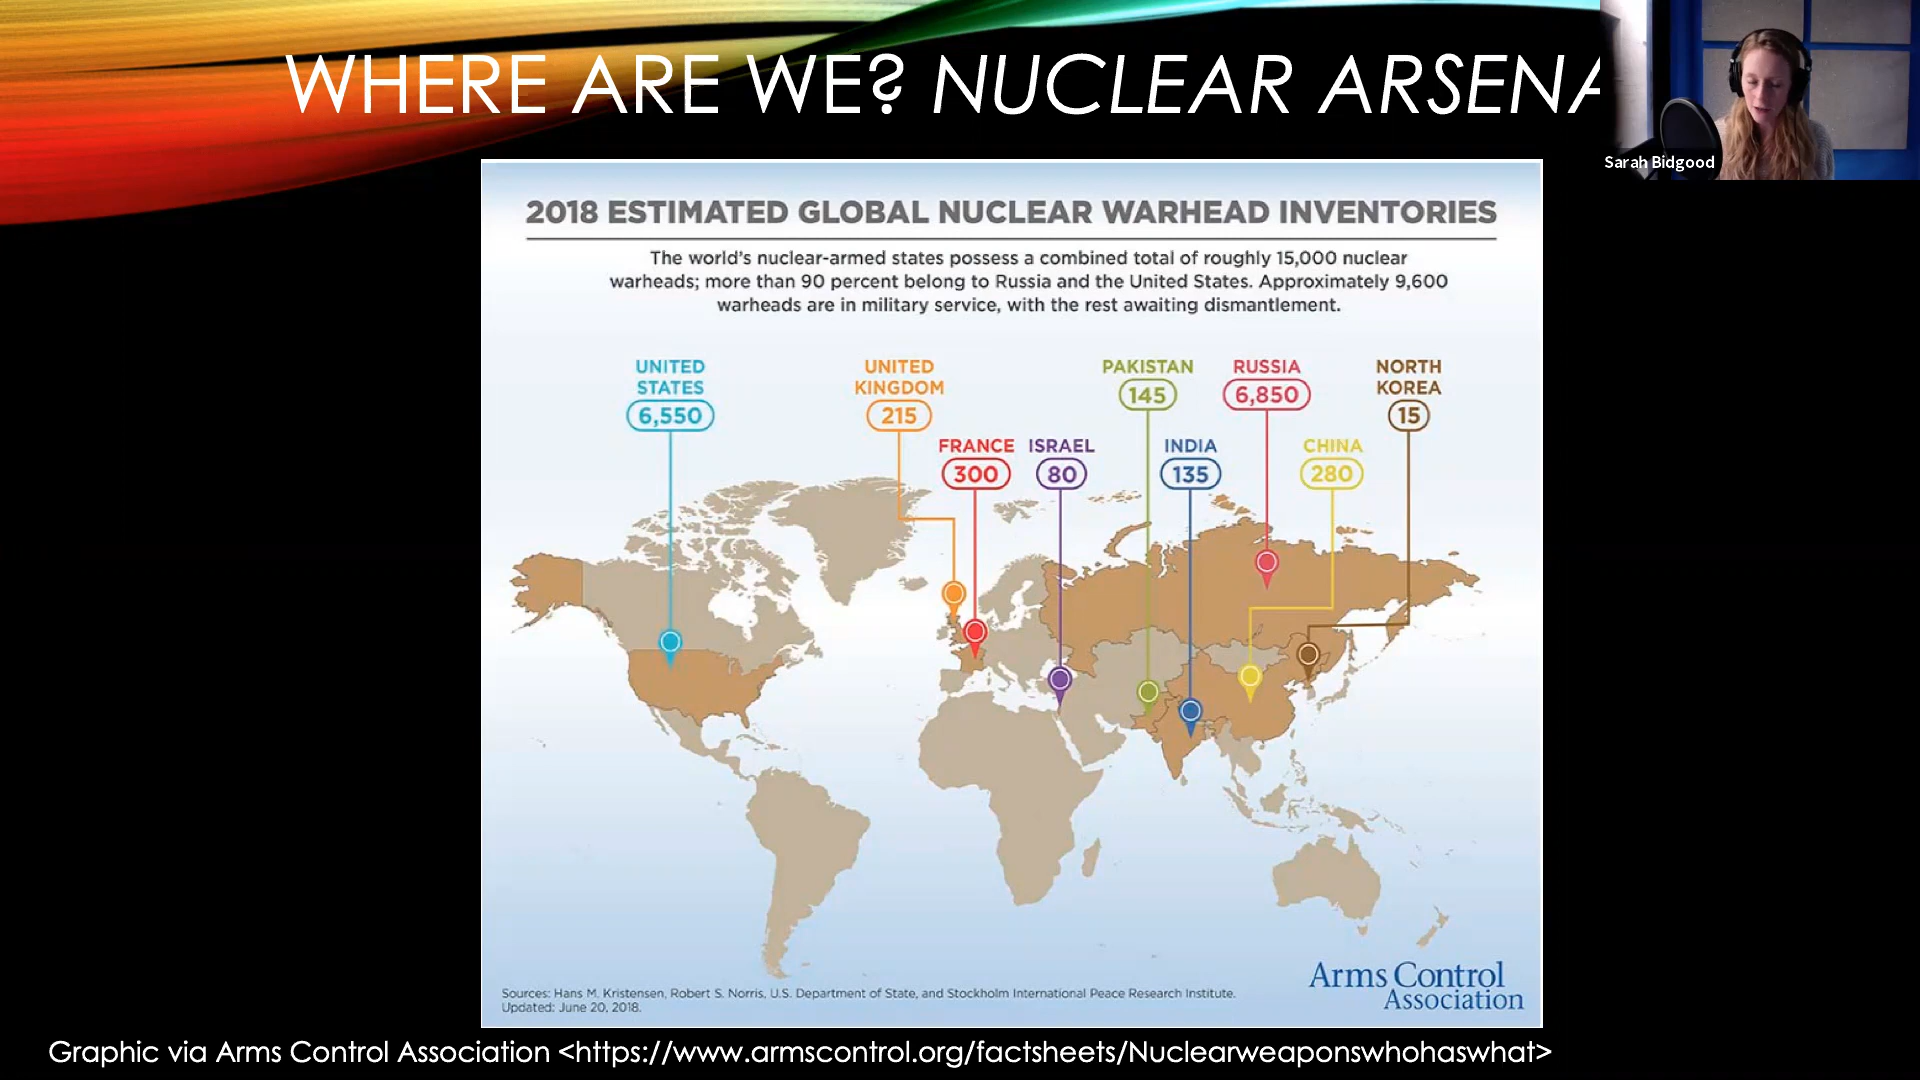 WHERE ARE WE? NUCLEAR ARSENA
Sarah Bidgood
2018 ESTIMATED GLOBAL NUCLEAR WARHEAD INVENTORIES
The world's nuclear-armed states possess a combined total of roughly 15,000 nuclear
warheads; more than 90 percent belong to Russia and the United States. Approximately 9,600
warheads are in military service, with the rest awaiting dismantlement.
UNITED
STATES
6,550
UNITED
KINGDOM
215
FRANCE
300
ISRAEL
80
PAKISTAN
145
INDIA
135
RUSSIA
6,850
CHINA
280
NORTH
KOREA
15
Sources: Hans M. Kristensen, Robert S. Norris, U.S. Department of State, and Stockholm International Peace Research Institute.
Updated: June 20, 2018.
Arms Control
Association
Graphic via Arms Control Association <https://www.armscontrol.org/factsheets/Nuclearweaponswhohaswhat>